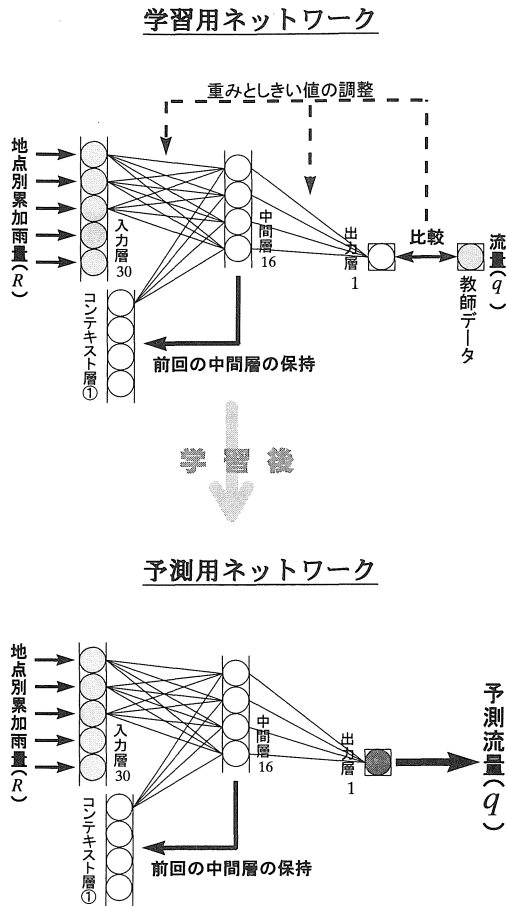 学習用ネットワーク
重みとしきい値の調整
地点別累加雨量(R)
入力層
30
中間層
16
出力層
1
比較
流量(q)
教師データ
コンテキスト層①
前回の中間層の保持
学習後
予測用ネットワーク
地点別累加雨量(R)
入力層
30
中間層
16
出力層
1
予測流量(q)
コンテキスト層①
前回の中間層の保持